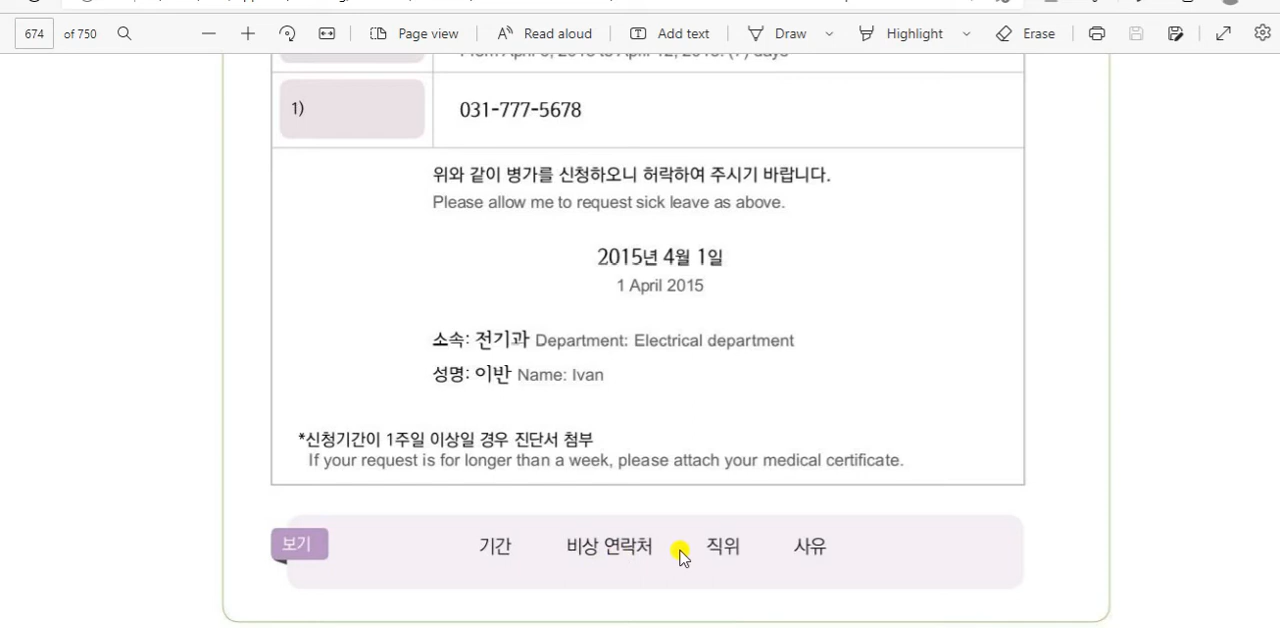 674 of 750 Page view Read aloud Add text Draw Highlight Erase
1) 031-777-5678
위와 같이 병가를 신청하오니 허락하여 주시기 바랍니다.
Please allow me to request sick leave as above.
2015년 4월 1일
1 April 2015
소속: 전기과 Department: Electrical department
성명: 이반 Name: Ivan
*신청기간이 1주일 이상일 경우 진단서 첨부
If your request is for longer than a week, please attach your medical certificate.
보기 기간 비상 연락처 직위 사유